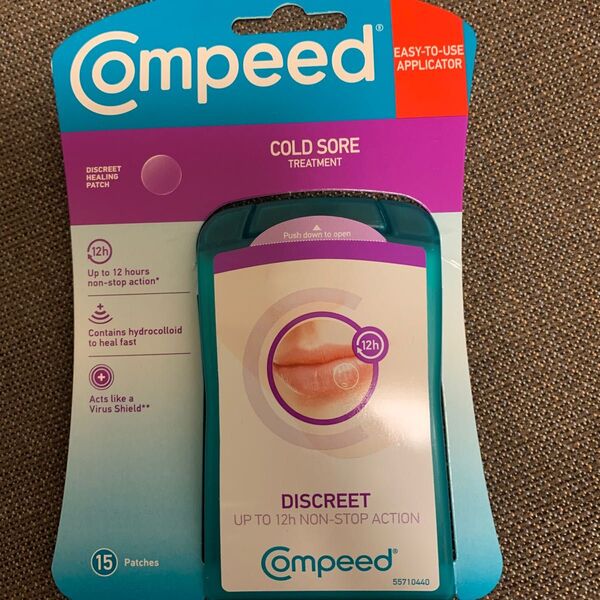 Compeed®
EASY-TO-USE
APPLICATOR
COLD SORE
TREATMENT
DISCREET
HEALING
PATCH
Push down to open
12h
Up to 12 hours
non-stop action*
Contains hydrocolloid
to heal fast
Acts like a
Virus Shield**
12h
DISCREET
UP TO 12h NON-STOP ACTION
Compeed®
55710440
15 Patches